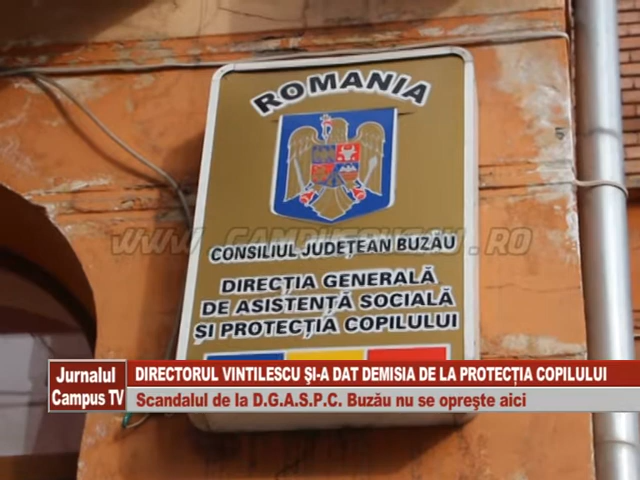 ROMANIA
WWW.CAMPUSBUZAU.RO
CONSILIUL JUDEȚEAN BUZĂU
DIRECȚIA GENERALĂ
DE ASISTENȚĂ SOCIALĂ
ȘI PROTECȚIA COPILULUI
Jurnalul
Campus TV
DIRECTORUL VINTILESCU ŞI-A DAT DEMISIA DE LA PROTECȚIA COPILULUI
Scandalul de la D.G.A.S.P.C. Buzău nu se oprește aici